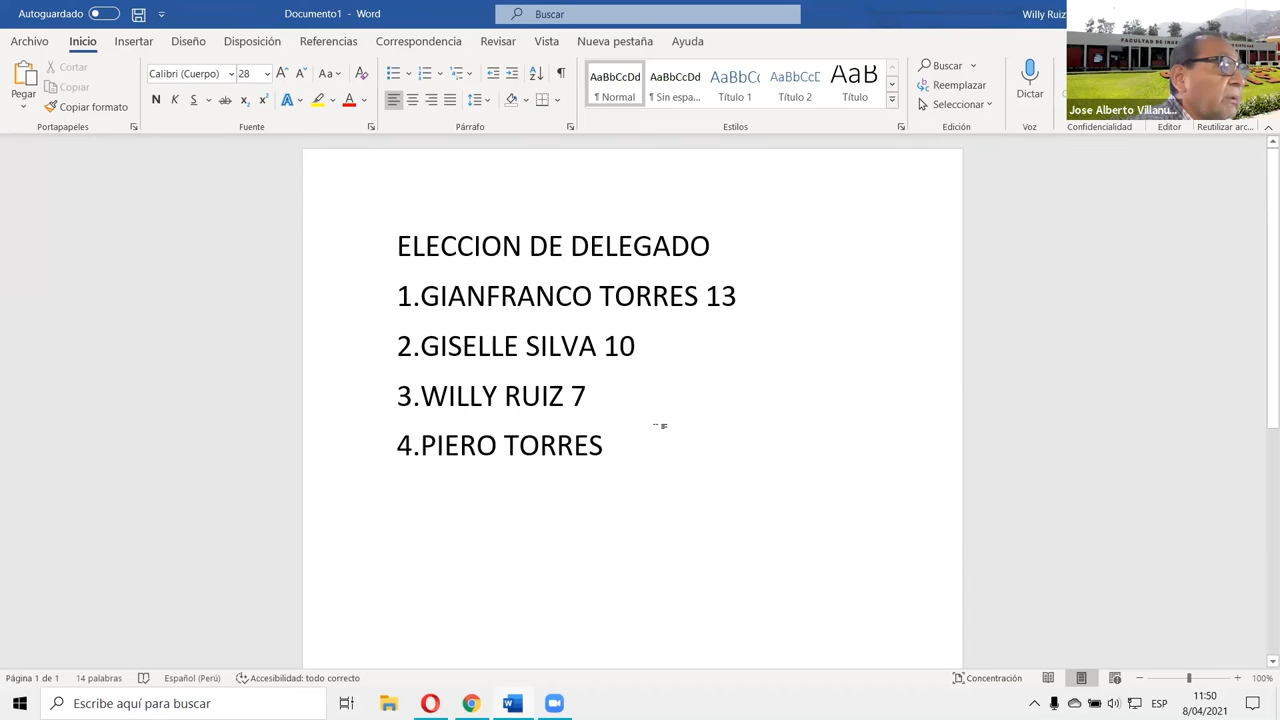 Autoguardado Documento1 - Word Buscar Willy Ruiz
Archivo Inicio Insertar Diseño Disposición Referencias Correspondencia Revisar Vista Nueva pestaña Ayuda
Pegar
Cortar
Copiar
Copiar formato
Portapapeles
Calibri (Cuerpo) 28
Fuente
Párrafo
AaBbCcDd AaBbCcDd AaBbCc AaBbCcD AaB
¶ Normal ¶ Sin espa... Título 1 Título 2 Título
Estilos
Buscar
Reemplazar
Seleccionar
Edición
Dictar
Voz
Confidencialidad
Editor
Reutilizar arc...
Jose Alberto Villanu...
ELECCION DE DELEGADO
1.GIANFRANCO TORRES 13
2.GISELLE SILVA 10
3.WILLY RUIZ 7
4.PIERO TORRES
Página 1 de 1 14 palabras Español (Perú) Accesibilidad: todo correcto Concentración 100%
Escribe aquí para buscar
ESP
11:50
8/04/2021